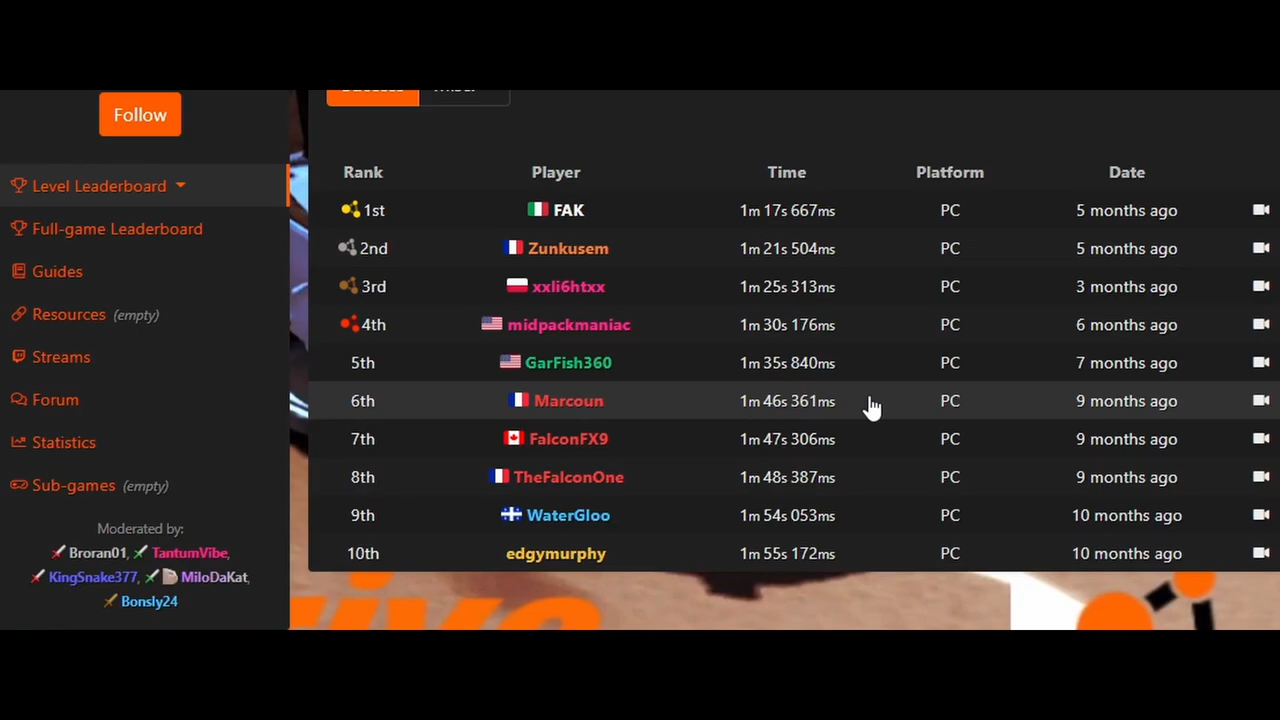 Follow
Level Leaderboard
Full-game Leaderboard
Guides
Resources (empty)
Streams
Forum
Statistics
Sub-games (empty)
Moderated by:
Broran01, TantumVibe,
KingSnake377, MiloDaKat,
Bonsly24
Rank Player Time Platform Date
1st FAK 1m 17s 667ms PC 5 months ago
2nd Zunkusem 1m 21s 504ms PC 5 months ago
3rd xxli6htxx 1m 25s 313ms PC 3 months ago
4th midpackmaniac 1m 30s 176ms PC 6 months ago
5th GarFish360 1m 35s 840ms PC 7 months ago
6th Marcoun 1m 46s 361ms PC 9 months ago
7th FalconFX9 1m 47s 306ms PC 9 months ago
8th TheFalconOne 1m 48s 387ms PC 9 months ago
9th WaterGloo 1m 54s 053ms PC 10 months ago
10th edgymurphy 1m 55s 172ms PC 10 months ago